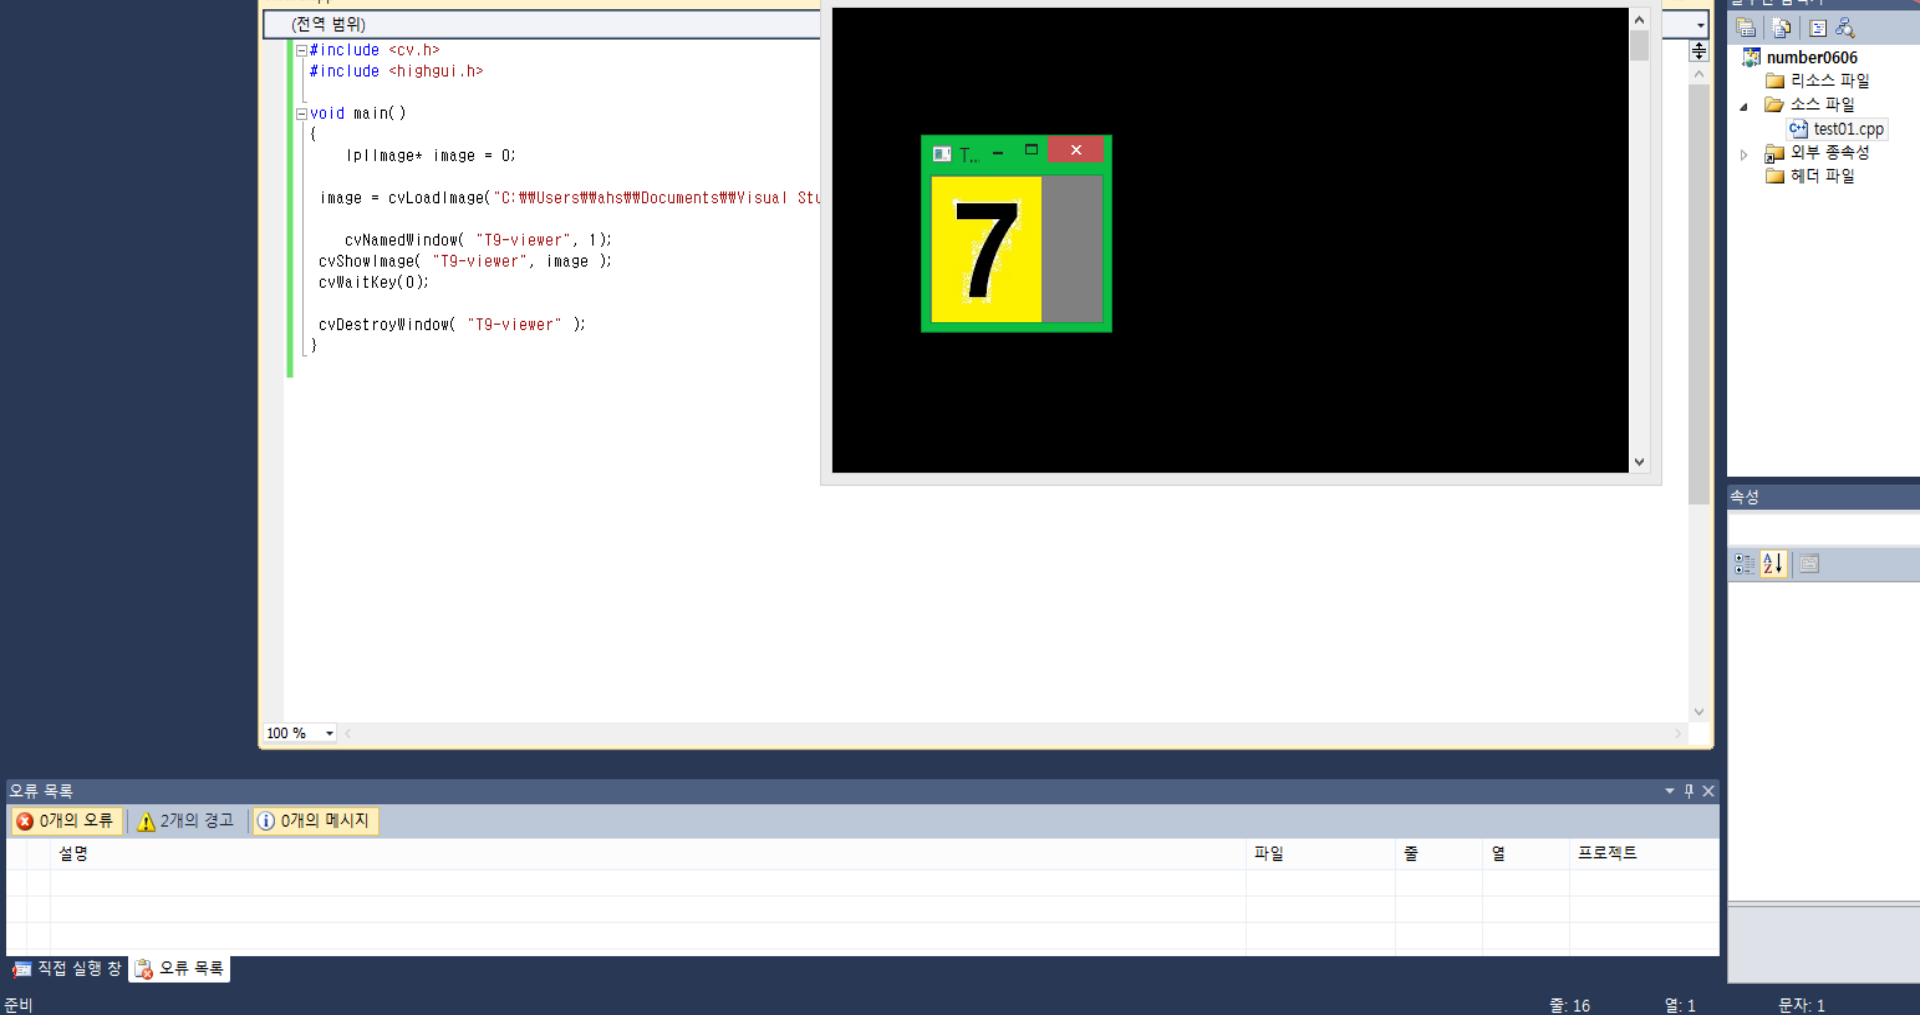 (전역 범위)
#include <cv.h>
#include <highgui.h>
void main()
{
IplImage* image = 0;
image = cvLoadImage("C:₩₩Users₩₩ahs₩₩Documents₩₩Visual Stu
cvNamedWindow( "T9-viewer", 1);
cvShowImage( "T9-viewer", image );
cvWaitKey(0);
cvDestroyWindow( "T9-viewer" );
}
T...
7
number0606
리소스 파일
소스 파일
test01.cpp
외부 종속성
헤더 파일
속성
100 %
오류 목록
0개의 오류
2개의 경고
0개의 메시지
설명 파일 줄 열 프로젝트
직접 실행 창 오류 목록
준비 줄: 16 열: 1 문자: 1